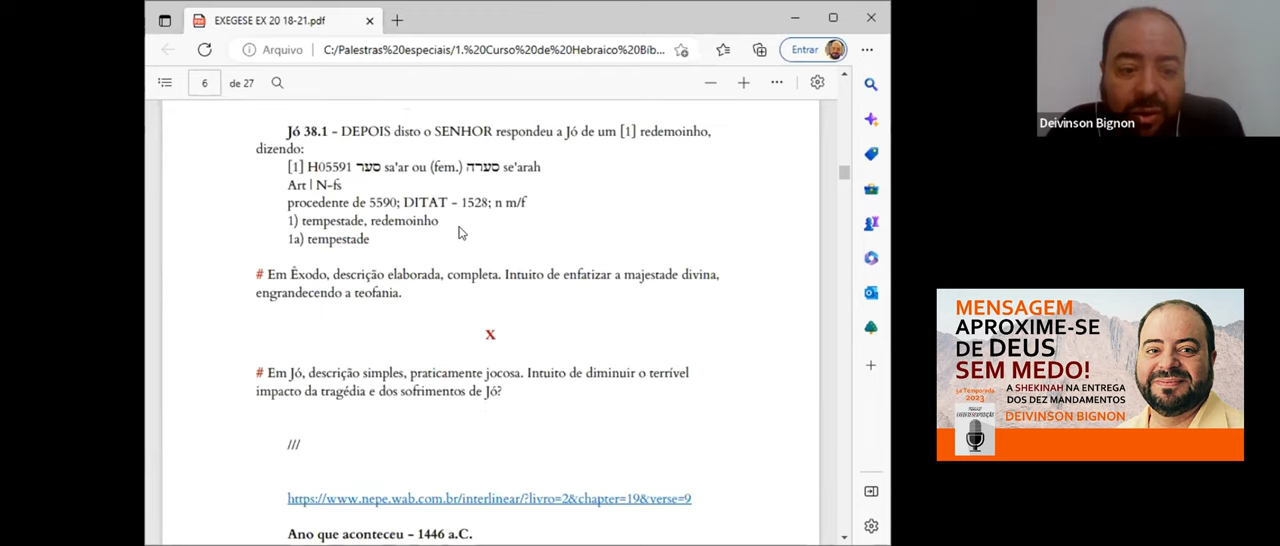 EXEGESE EX 20 18-21.pdf
Arquivo
C:/Palestras%20especiais/1.%20Curso%20de%20Hebraico%20Bíb...
Entrar
6
de 27
Jó 38.1 - DEPOIS disto o SENHOR respondeu a Jó de um [1] redemoinho,
dizendo:
[1] H05591 סער sa'ar ou (fem.) סערה se'arah
Art | N-fs
procedente de 5590; DITAT - 1528; n m/f
1) tempestade, redemoinho
1a) tempestade
# Em Êxodo, descrição elaborada, completa. Intuito de enfatizar a majestade divina,
engrandecendo a teofania.
X
# Em Jó, descrição simples, praticamente jocosa. Intuito de diminuir o terrível
impacto da tragédia e dos sofrimentos de Jó?
///
https://www.nepe.wab.com.br/interlinear/?livro=2&chapter=19&verse=9
Ano que aconteceu - 1446 a.C.
Deivinson Bignon
MENSAGEM
APROXIME-SE
DE DEUS
SEM MEDO!
A SHEKINAH NA ENTREGA
DOS DEZ MANDAMENTOS
DEIVINSON BIGNON
Temporada
2023